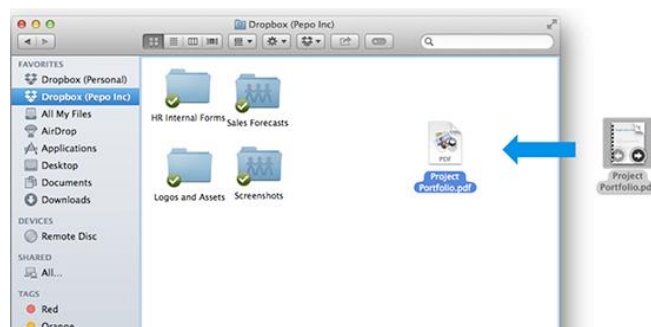 Dropbox (Pepo Inc)
FAVORITES
Dropbox (Personal)
Dropbox (Pepo Inc)
All My Files
AirDrop
Applications
Desktop
Documents
Downloads
DEVICES
Remote Disc
SHARED
All...
TAGS
Red
Orange
HR Internal Forms
Sales Forecasts
Logos and Assets
Screenshots
PDF
Project
Portfolio.pdf
Project
Portfolio.pd